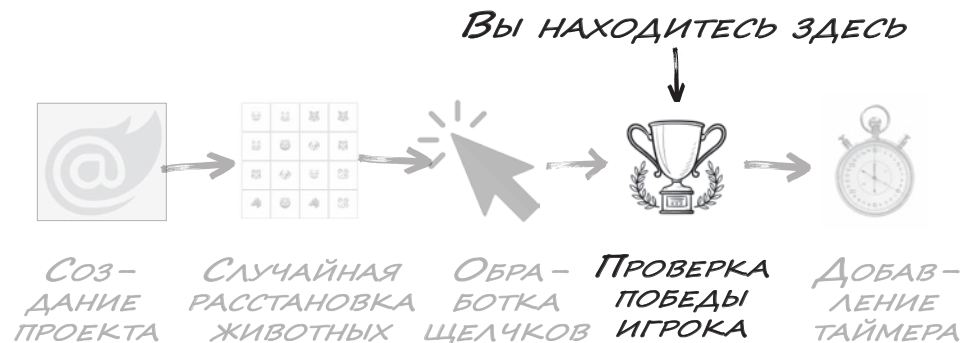 Вы находитесь здесь
@
Соз-
дание
проекта
Случайная
расстановка
животных
Обра-
ботка
щелчков
Проверка
победы
игрока
Добав-
ление
таймера